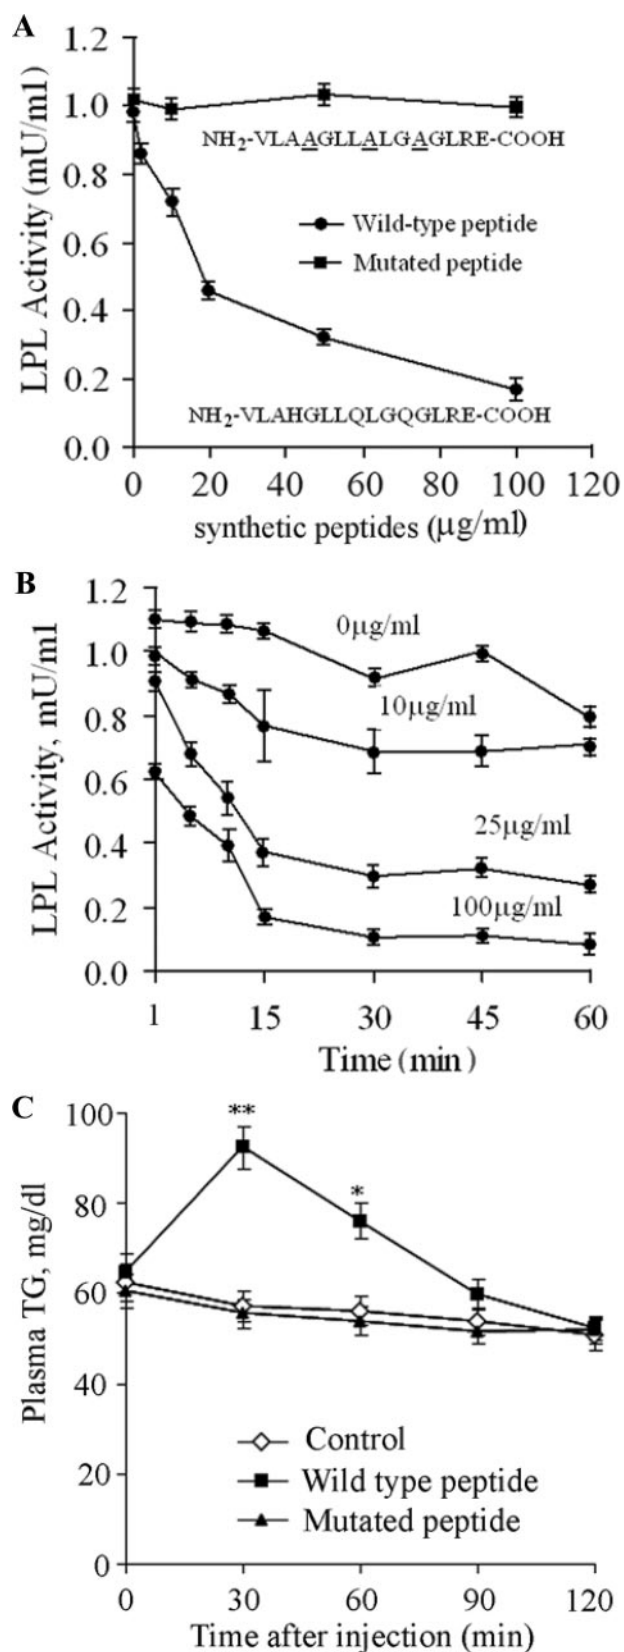 A
1.2
1.0
0.8
0.6
0.4
0.2
0.0
LPL Activity (mU/ml)
NH2-VLAAGLLALGAGLRE-COOH
Wild-type peptide
Mutated peptide
NH2-VLAHGLLQLGQGLRE-COOH
0 20 40 60 80 100 120
synthetic peptides (μg/ml)
B
1.2
1.0
0.8
0.6
0.4
0.2
0.0
LPL Activity, mU/ml
0μg/ml
10μg/ml
25μg/ml
100μg/ml
1 15 30 45 60
Time (min)
C
100
80
60
40
20
0
Plasma TG, mg/dl
**
*
Control
Wild type peptide
Mutated peptide
0 30 60 90 120
Time after injection (min)